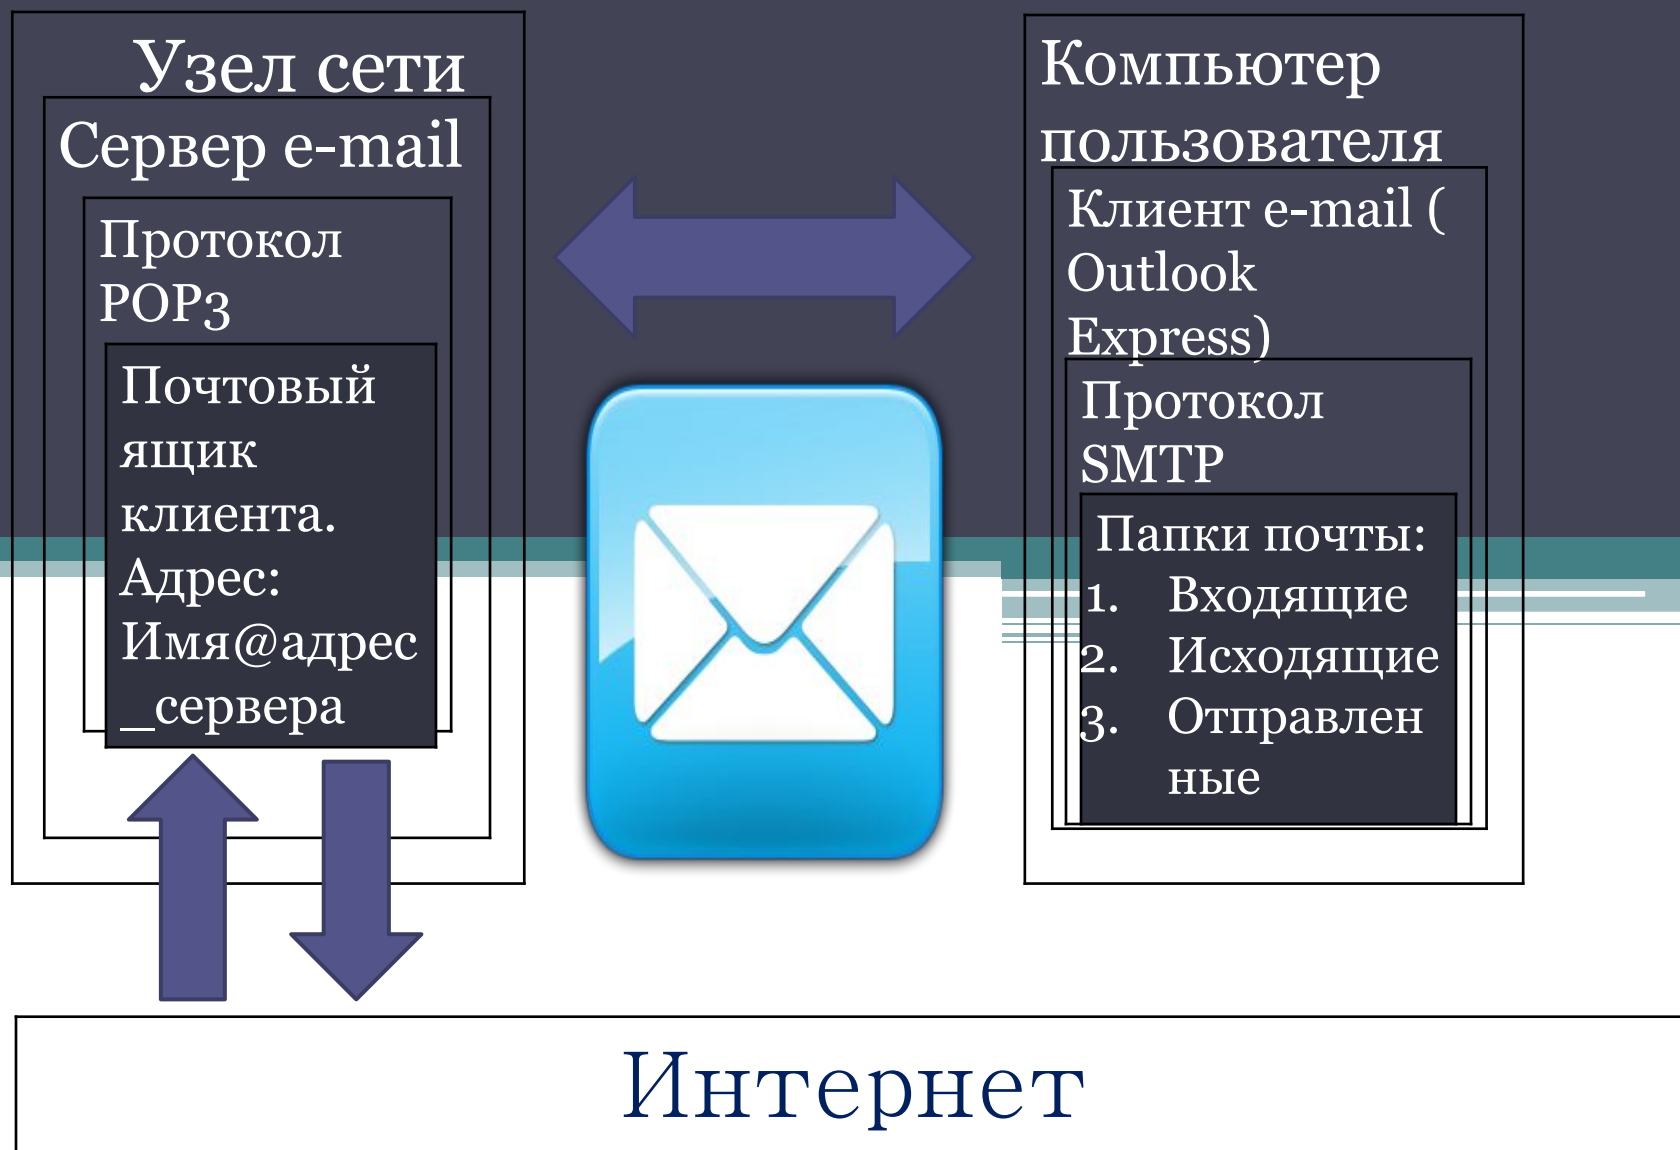 Узел сети
Сервер e-mail
Протокол
POP3
Почтовый
ящик
клиента.
Адрес:
Имя@адрес
_сервера
Компьютер
пользователя
Клиент e-mail (
Outlook
Express)
Протокол
SMTP
Папки почты:
1. Входящие
2. Исходящие
3. Отправлен
ные
Интернет